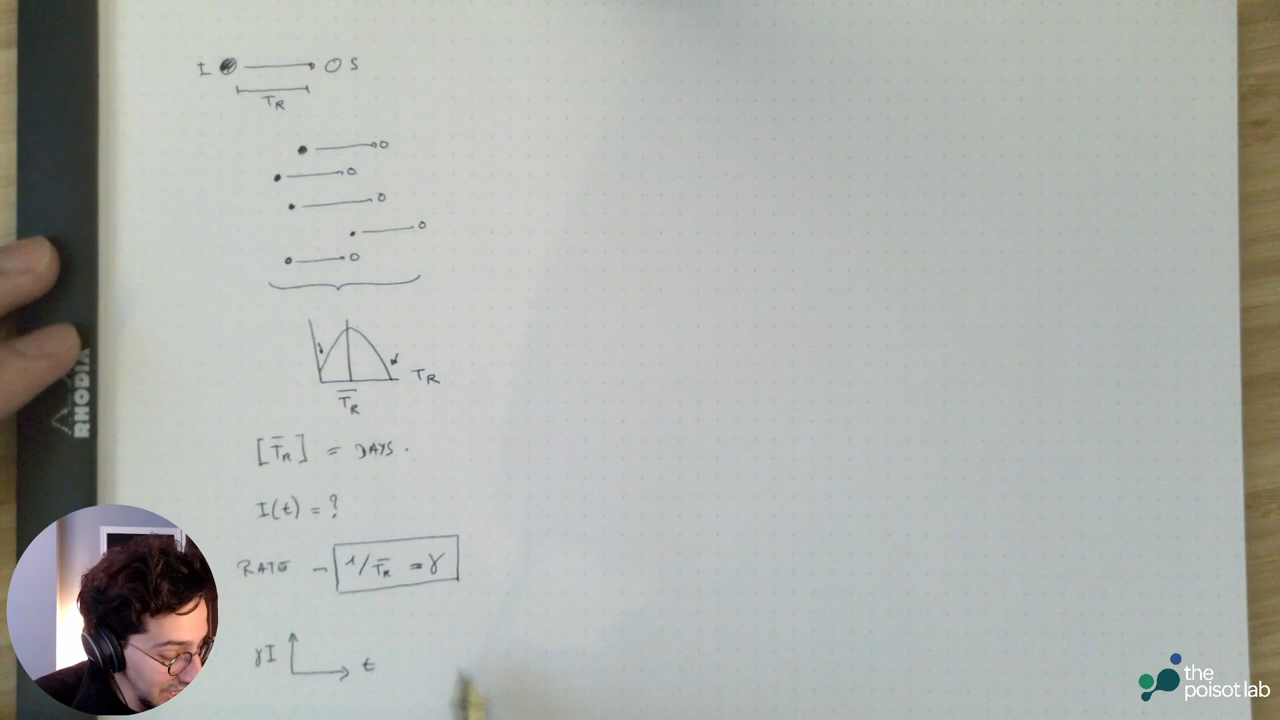 I S
T_R
T_R
T̅_R
[T̅_R] = DAYS.
I(t) = ?
RATE → 1/T̅_R = γ
γI t
RHODIA
the
poisot lab